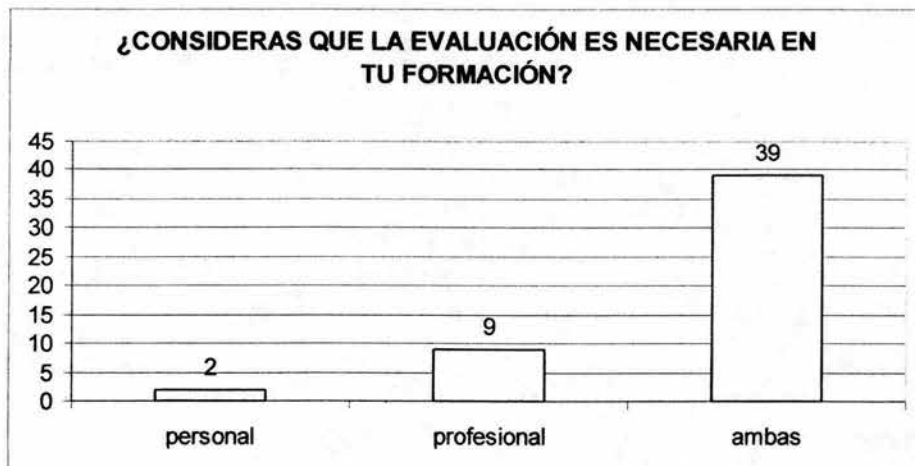 ¿CONSIDERAS QUE LA EVALUACIÓN ES NECESARIA EN
TU FORMACIÓN?
45
40
35
30
25
20
15
10
5
0
2
9
39
personal
profesional
ambas